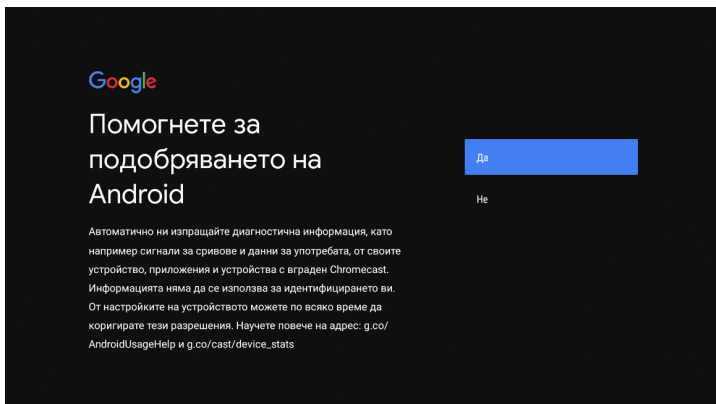 Google
Помогнете за
подобряването на
Android
Автоматично ни изпращайте диагностична информация, като
например сигнали за сривове и данни за употребата, от своите
устройство, приложения и устройства с вграден Chromecast.
Информацията няма да се използва за идентифицирането ви.
От настройките на устройството можете по всяко време да
коригирате тези разрешения. Научете повече на адрес: g.co/
AndroidUsageHelp и g.co/cast/device_stats
Да
Не